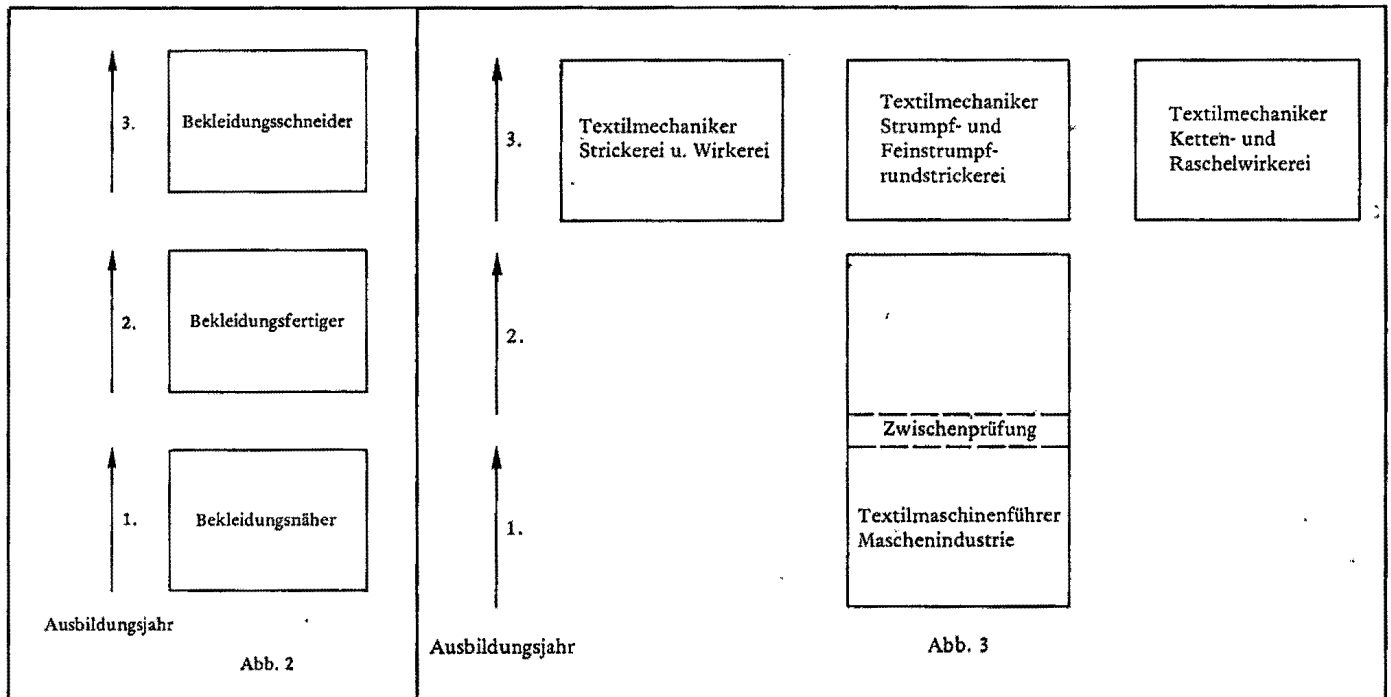 3.
Bekleidungsschneider
2.
Bekleidungsfertiger
1.
Bekleidungsnäher
Ausbildungsjahr
Abb. 2
3.
Textilmechaniker
Strickerei u. Wirkerei
Textilmechaniker
Strumpf- und
Feinstrumpf-
rundstrickerei
Textilmechaniker
Ketten- und
Raschelwirkerei
2.
Zwischenprüfung
1.
Textilmaschinenführer
Maschenindustrie
Ausbildungsjahr
Abb. 3